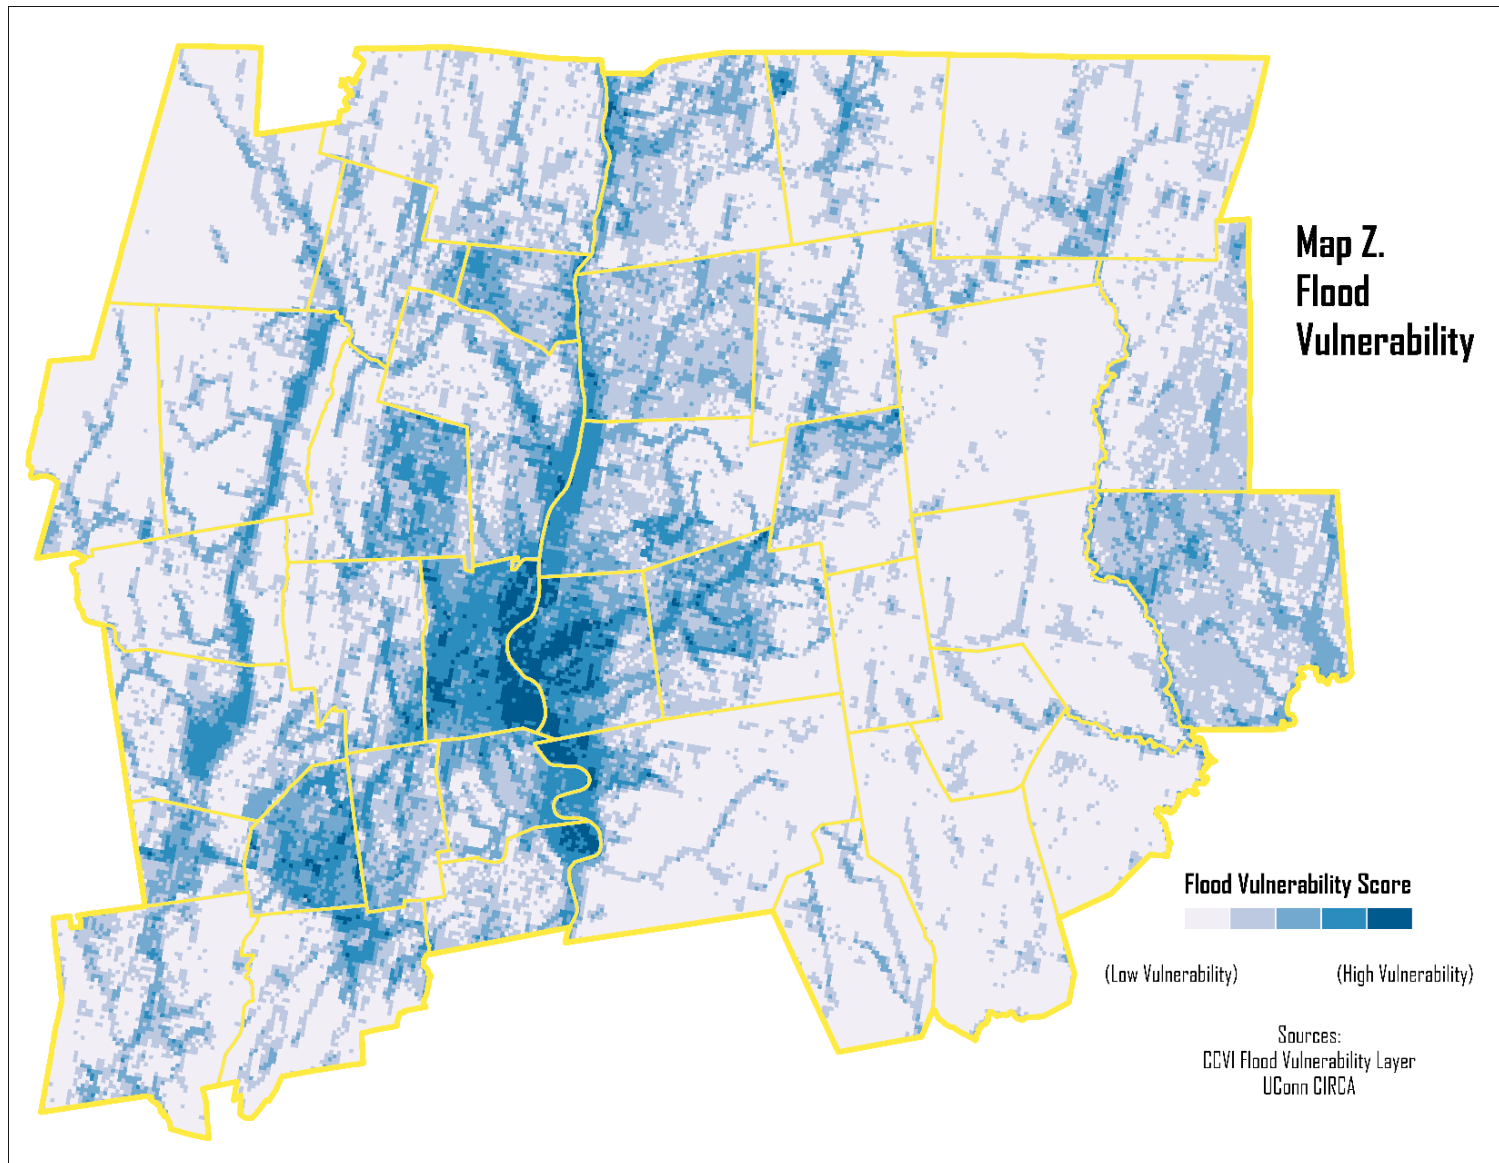 Map Z.
Flood
Vulnerability
Flood Vulnerability Score
(Low Vulnerability) (High Vulnerability)
Sources:
CCVI Flood Vulnerability Layer
UConn CIRCA